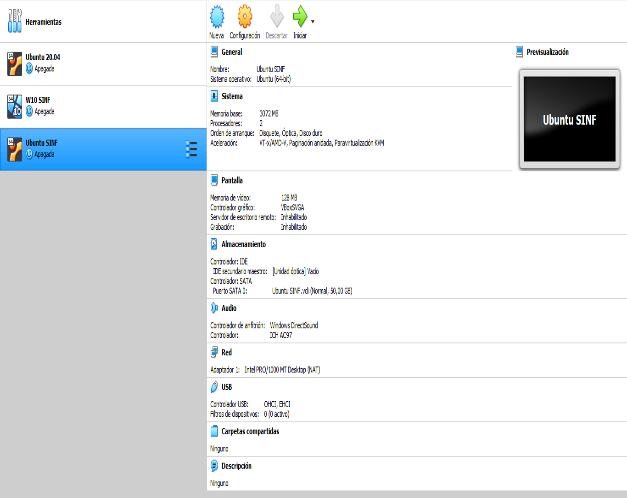 Herramientas
Ubuntu 20.04
Apagada
W10 SINF
Apagada
Ubuntu SINF
Apagada
Nueva Configuración Descartar Iniciar
General
Nombre: Ubuntu SINF
Sistema operativo: Ubuntu (64-bit)
Sistema
Memoria base: 3072 MB
Procesadores: 2
Orden de arranque: Disquete, Óptica, Disco duro
Aceleración: VT-x/AMD-V, Paginación anidada, Paravirtualización KVM
Previsualización
Ubuntu SINF
Pantalla
Memoria de vídeo: 128 MB
Controlador gráfico: VBoxSVGA
Servidor de escritorio remoto: Inhabilitado
Grabación: Inhabilitado
Almacenamiento
Controlador: IDE
IDE secundario maestro: [Unidad óptica] Vacío
Controlador: SATA
Puerto SATA 0: Ubuntu SINF.vdi (Normal, 50,00 GB)
Audio
Controlador de anfitrión: Windows DirectSound
Controlador: ICH AC97
Red
Adaptador 1: Intel PRO/1000 MT Desktop (NAT)
USB
Controlador USB: OHCI, EHCI
Filtros de dispositivos: 0 (0 activo)
Carpetas compartidas
Ninguno
Descripción
Ninguno